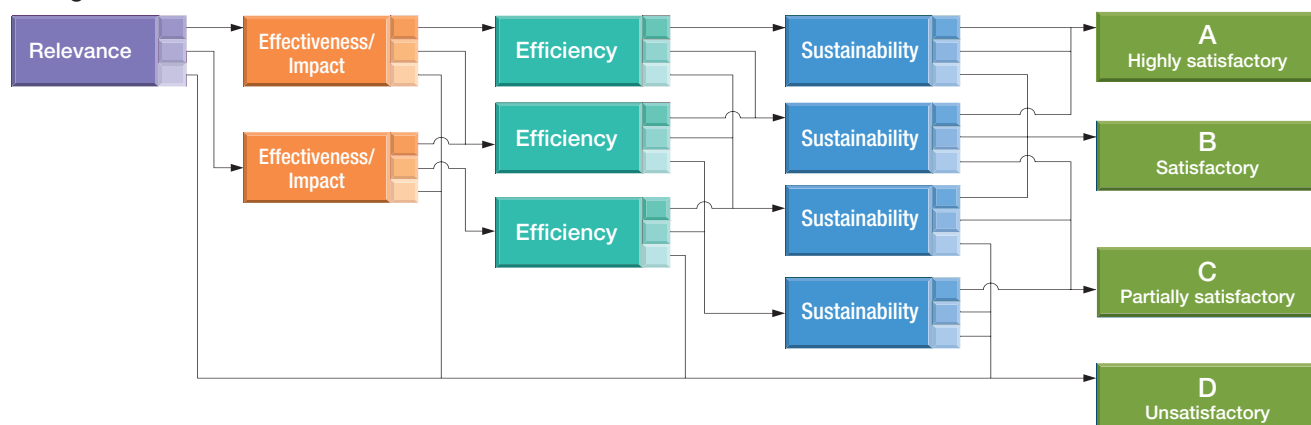 Relevance
Effectiveness/
Impact
Efficiency
Sustainability
A
Highly satisfactory
Effectiveness/
Impact
Efficiency
Sustainability
B
Satisfactory
Efficiency
Sustainability
C
Partially satisfactory
Sustainability
D
Unsatisfactory